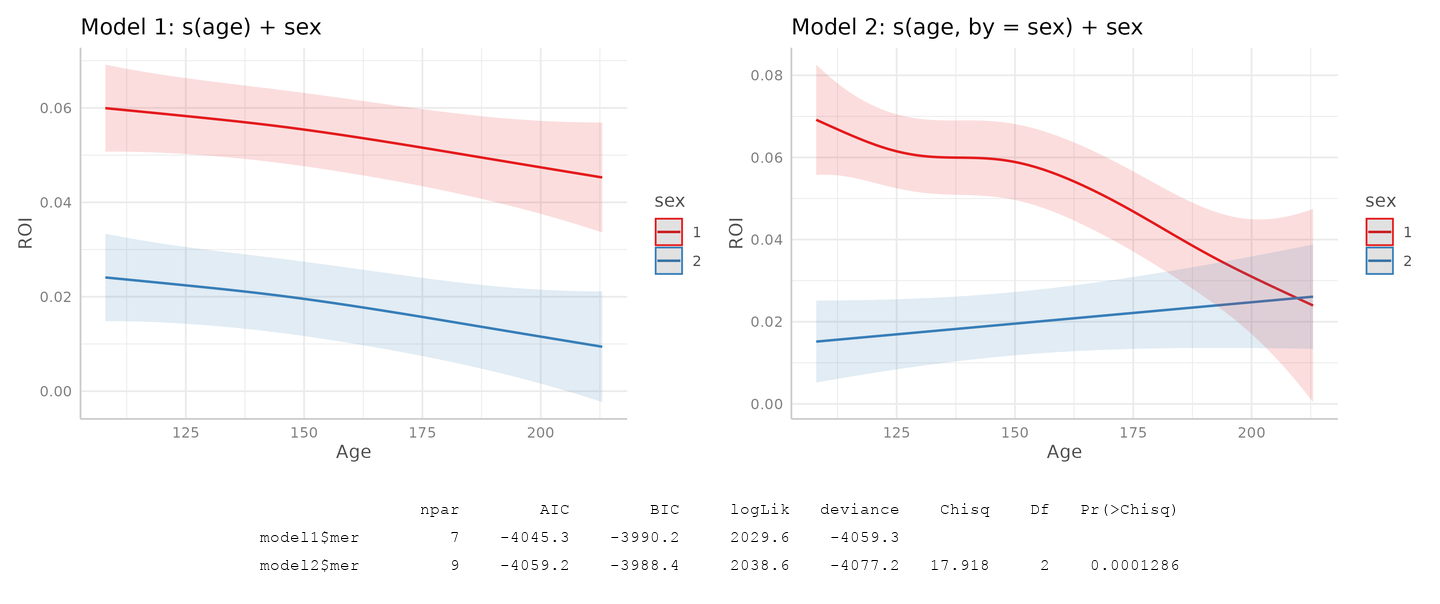 Model 1: s(age) + sex
0.06
0.04
0.02
0.00
ROI
125 150 175 200
Age
sex
1
2
Model 2: s(age, by = sex) + sex
0.08
0.06
0.04
0.02
0.00
ROI
125 150 175 200
Age
sex
1
2
npar AIC BIC logLik deviance Chisq Df Pr(>Chisq)
model1$mer 7 -4045.3 -3990.2 2029.6 -4059.3
model2$mer 9 -4059.2 -3988.4 2038.6 -4077.2 17.918 2 0.0001286